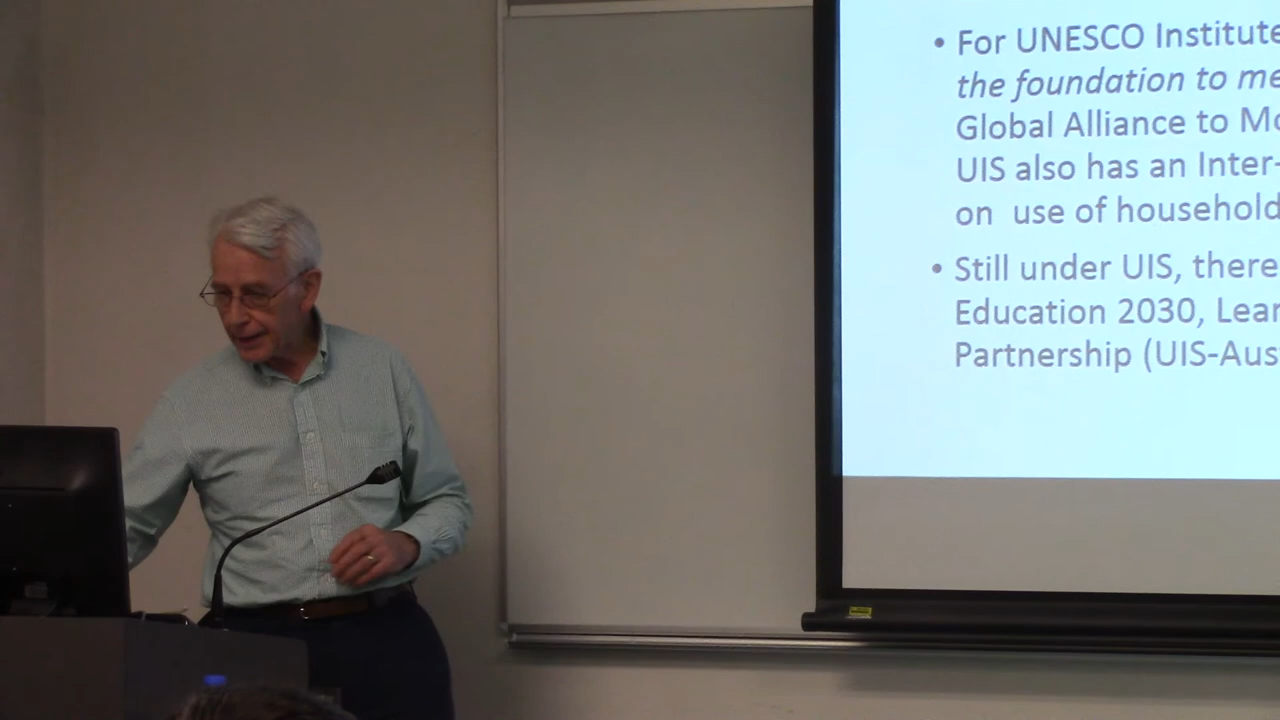 • For UNESCO Institute
the foundation to me
Global Alliance to Mo
UIS also has an Inter-
on use of household
• Still under UIS, there
Education 2030, Lear
Partnership (UIS-Aus